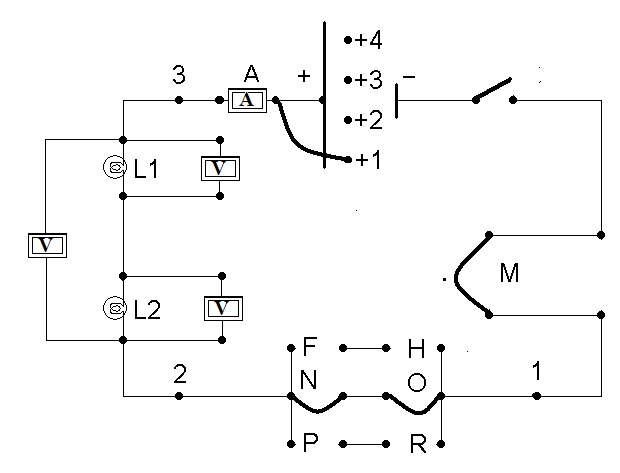 +4
3 A + −
A
+3
+2
+1
L1 V
V
M
L2 V
F H
N O 1
2
P R